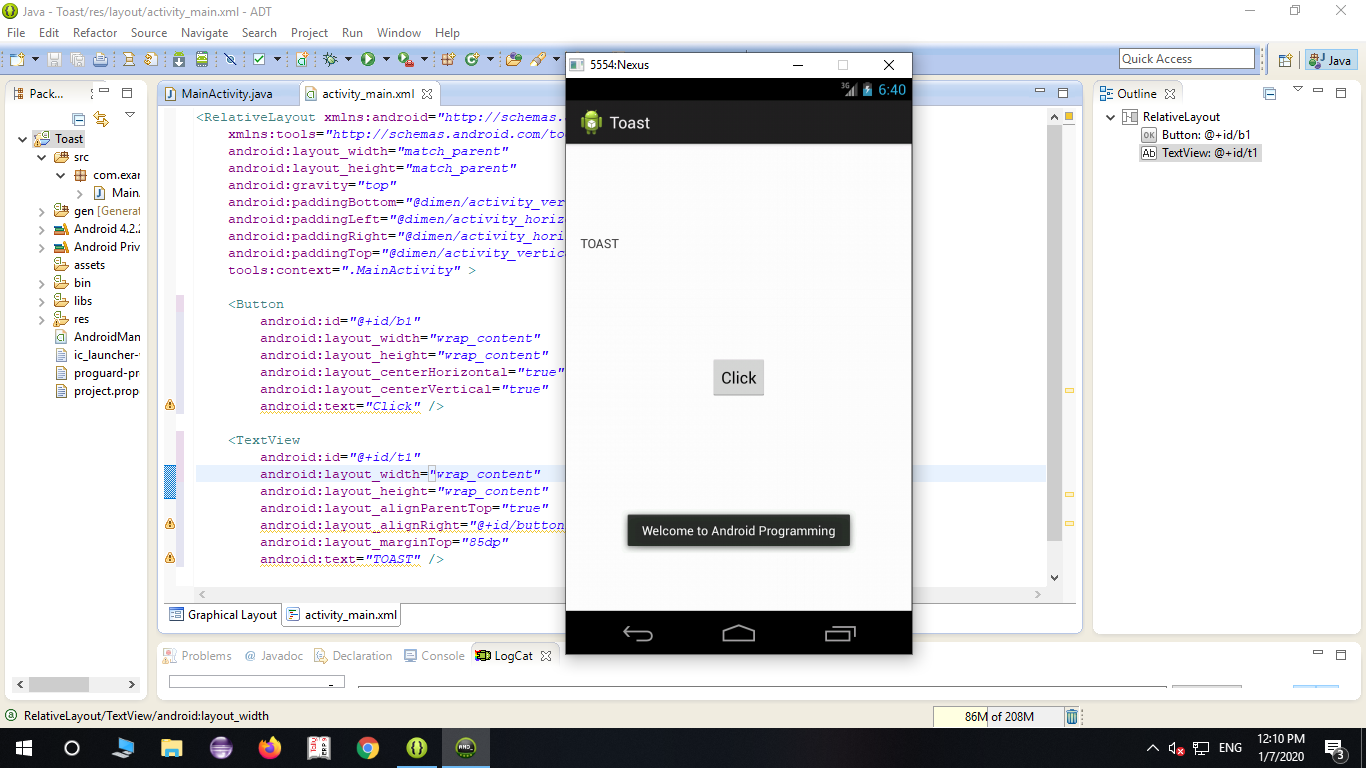 Java - Toast/res/layout/activity_main.xml - ADT
File Edit Refactor Source Navigate Search Project Run Window Help
Quick Access
Java
Pack...
Toast
src
com.exar
Main.
gen [Generat
Android 4.2.2
Android Priv
assets
bin
libs
res
AndroidMan
ic_launcher-
proguard-pr
project.prop
MainActivity.java
activity_main.xml
<RelativeLayout xmlns:android="http://schemas.
xmlns:tools="http://schemas.android.com/to
android:layout_width="match_parent"
android:layout_height="match_parent"
android:gravity="top"
android:paddingBottom="@dimen/activity_ver
android:paddingLeft="@dimen/activity_horiz
android:paddingRight="@dimen/activity_hori
android:paddingTop="@dimen/activity_vertic
tools:context=".MainActivity" >
<Button
android:id="@+id/b1"
android:layout_width="wrap_content"
android:layout_height="wrap_content"
android:layout_centerHorizontal="true"
android:layout_centerVertical="true"
android:text="Click" />
<TextView
android:id="@+id/t1"
android:layout_width="wrap_content"
android:layout_height="wrap_content"
android:layout_alignParentTop="true"
android:layout_alignRight="@+id/button
android:layout_marginTop="85dp"
android:text="TOAST" />
Graphical Layout
activity_main.xml
5554:Nexus
3G
6:40
Toast
TOAST
Click
Welcome to Android Programming
Outline
RelativeLayout
OK Button: @+id/b1
Ab TextView: @+id/t1
Problems @ Javadoc Declaration Console LogCat
RelativeLayout/TextView/android:layout_width
86M of 208M
ENG
12:10 PM
1/7/2020
3